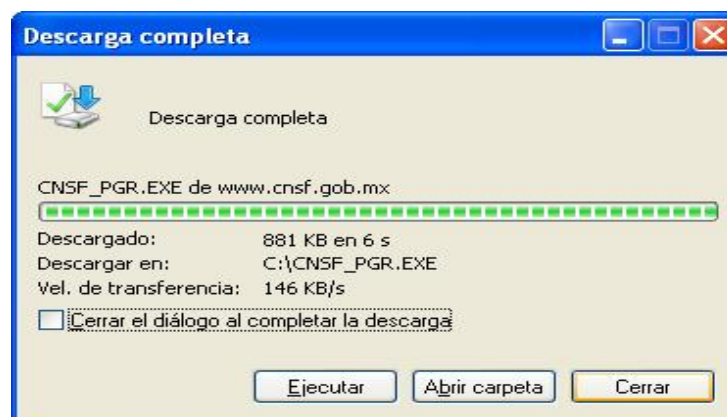 Descarga completa
Descarga completa
CNSF_PGR.EXE de www.cnsf.gob.mx
Descargado: 881 KB en 6 s
Descargar en: C:\CNSF_PGR.EXE
Vel. de transferencia: 146 KB/s
Cerrar el diálogo al completar la descarga
Ejecutar Abrir carpeta Cerrar